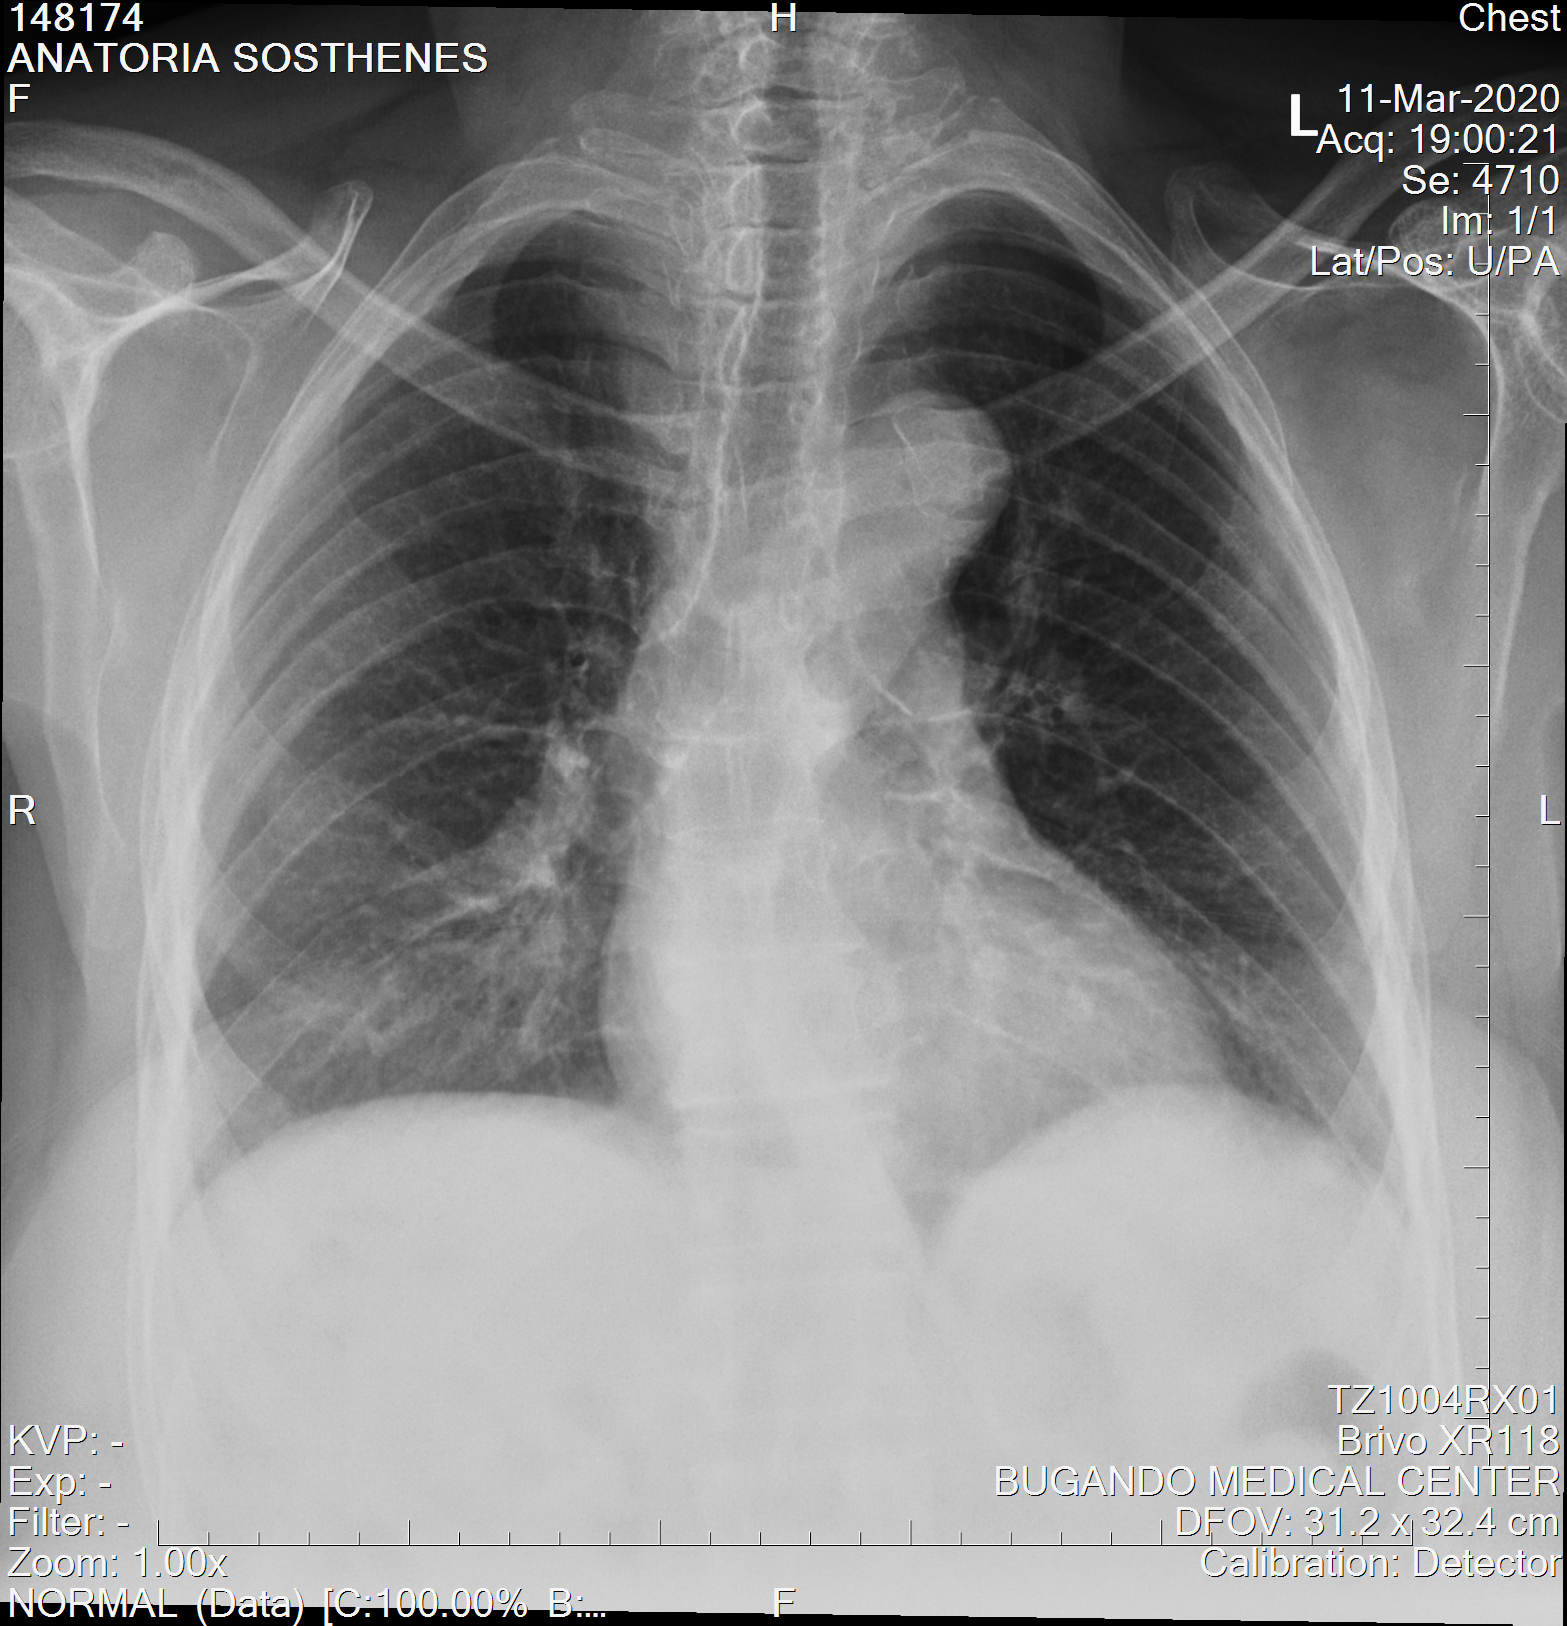 148174
ANATORIA SOSTHENES
F
H
Chest
L
11-Mar-2020
Acq: 19:00:21
Se: 4710
Im: 1/1
Lat/Pos: U/PA
R
L
KVP: -
Exp: -
Filter: -
Zoom: 1.00x
NORMAL (Data) [C:100.00% B:...
F
TZ1004RX01
Brivo XR118
BUGANDO MEDICAL CENTER
DFOV: 31.2 x 32.4 cm
Calibration: Detector